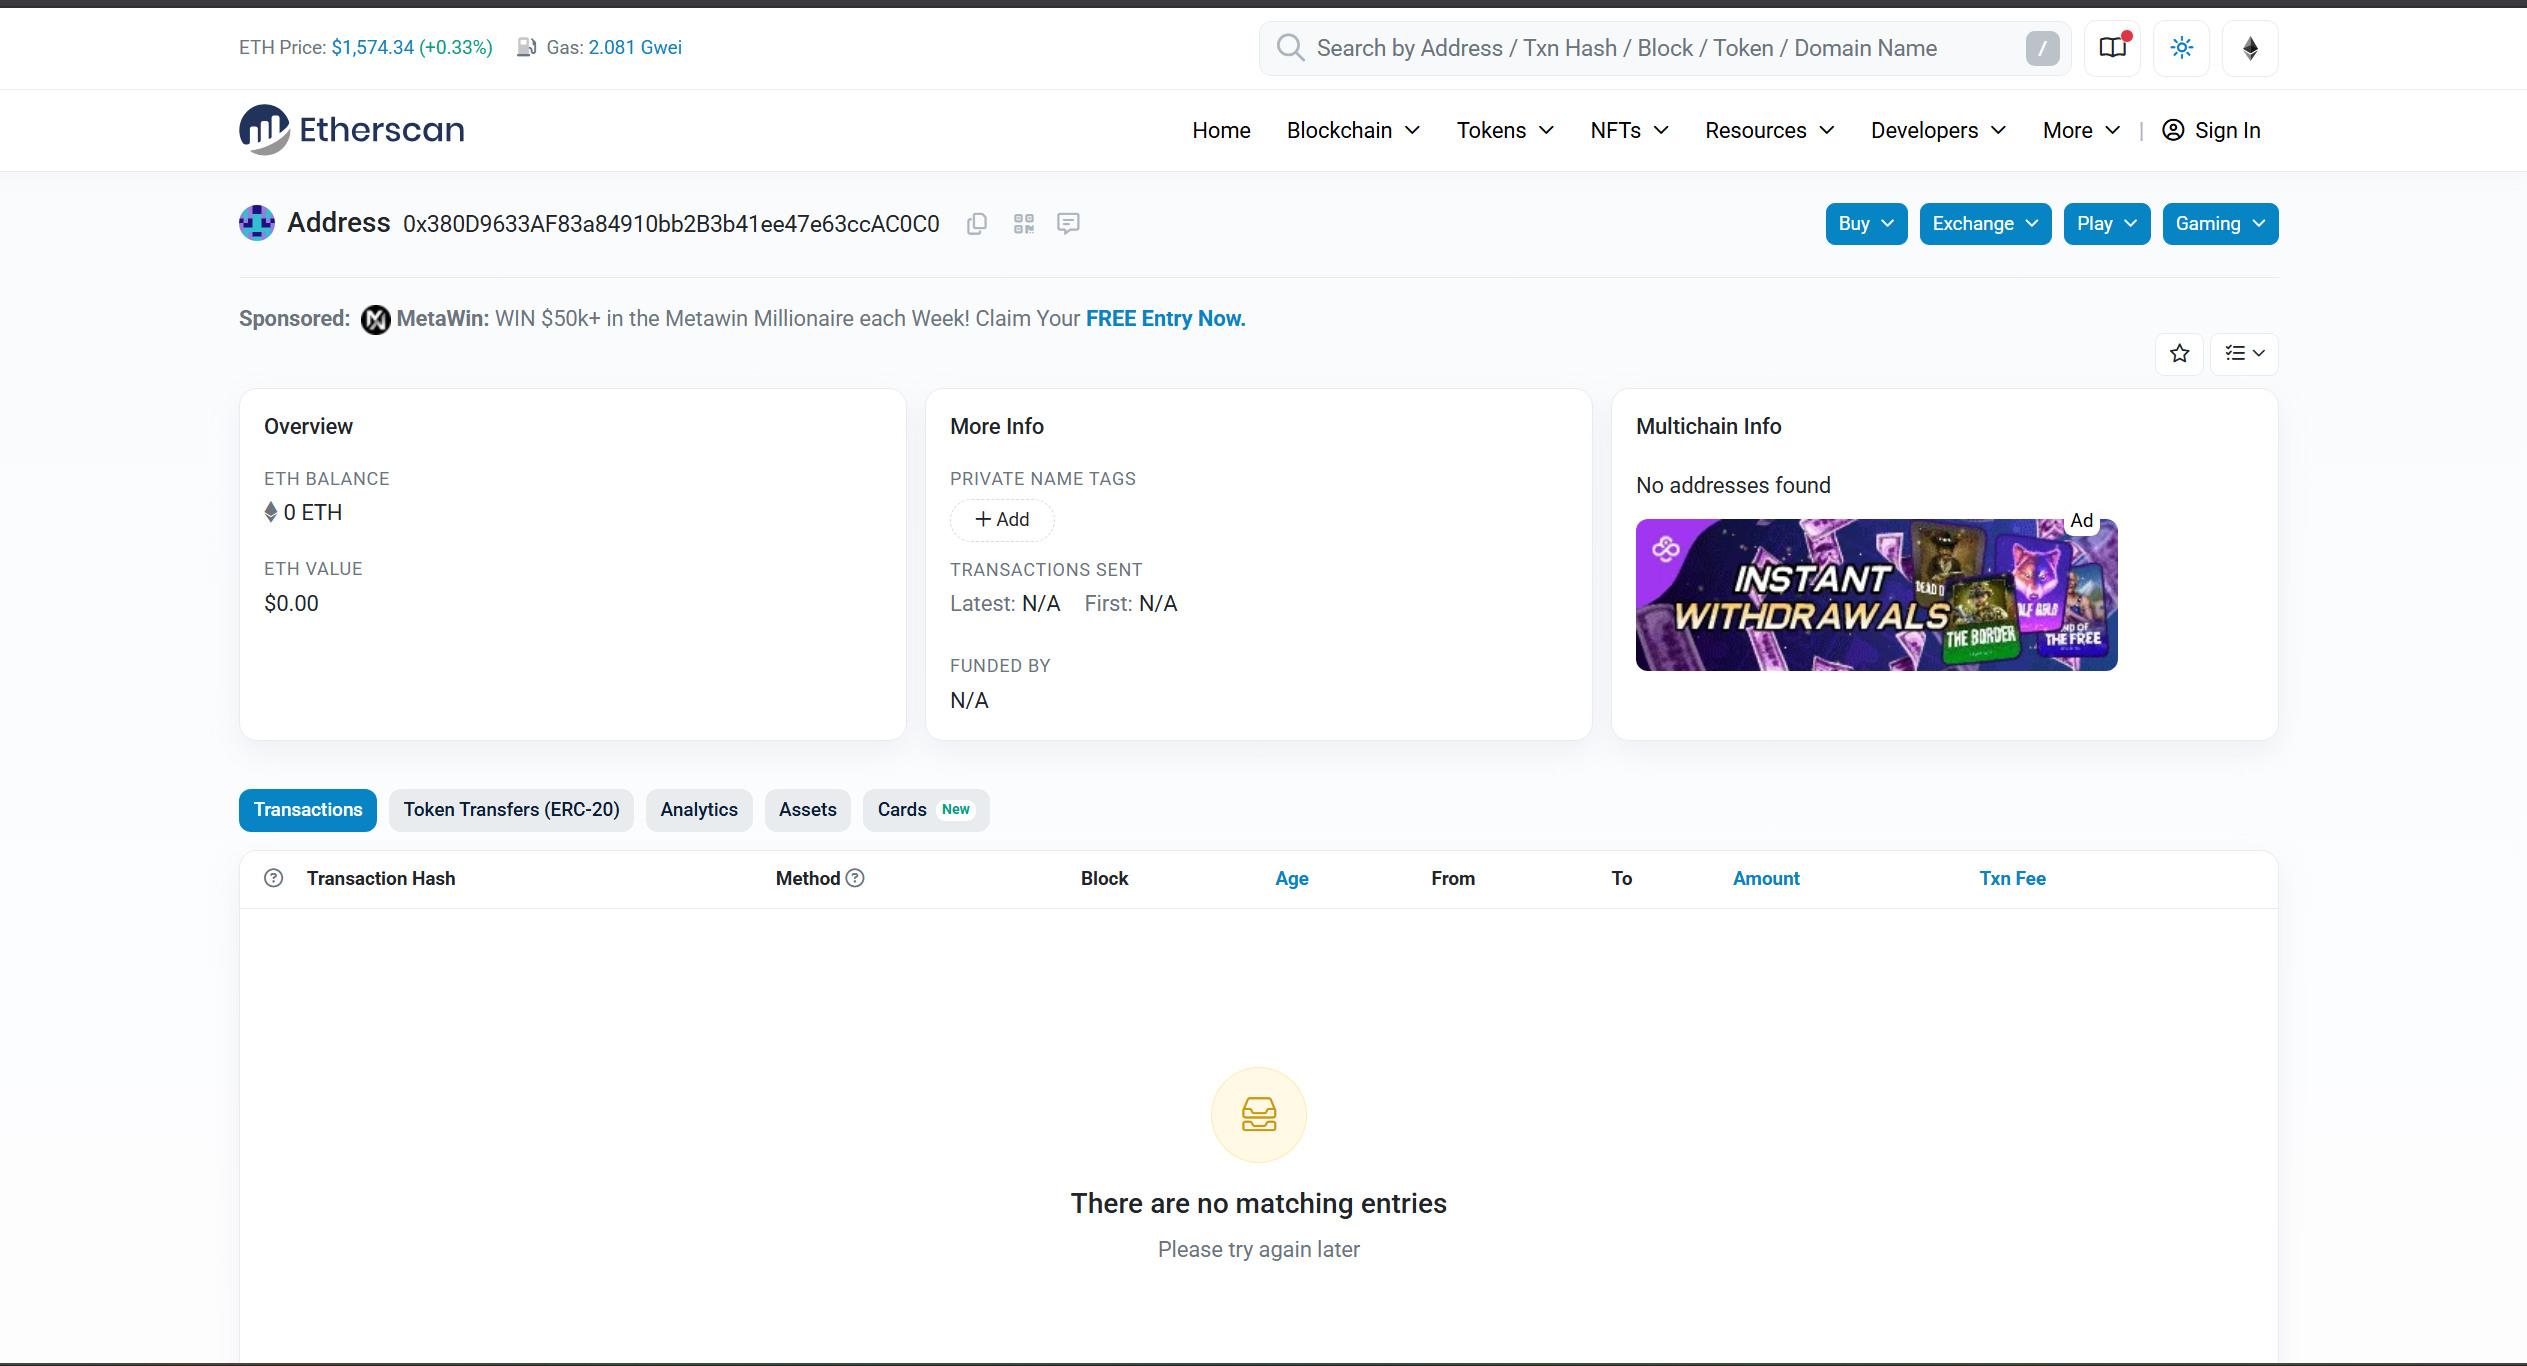 ETH Price: $1,574.34 (+0.33%) Gas: 2.081 Gwei
Search by Address / Txn Hash / Block / Token / Domain Name /
Etherscan
Home Blockchain Tokens NFTs Resources Developers More | Sign In
Address 0x380D9633AF83a84910bb2B3b41ee47e63ccAC0C0
Buy Exchange Play Gaming
Sponsored: MetaWin: WIN $50k+ in the Metawin Millionaire each Week! Claim Your FREE Entry Now.
Overview
ETH BALANCE
0 ETH
ETH VALUE
$0.00
More Info
PRIVATE NAME TAGS
+ Add
TRANSACTIONS SENT
Latest: N/A First: N/A
FUNDED BY
N/A
Multichain Info
No addresses found
Ad
INSTANT
WITHDRAWALS
DEAD
THE BORDER
THE FREE
Transactions Token Transfers (ERC-20) Analytics Assets Cards New
Transaction Hash Method Block Age From To Amount Txn Fee
There are no matching entries
Please try again later